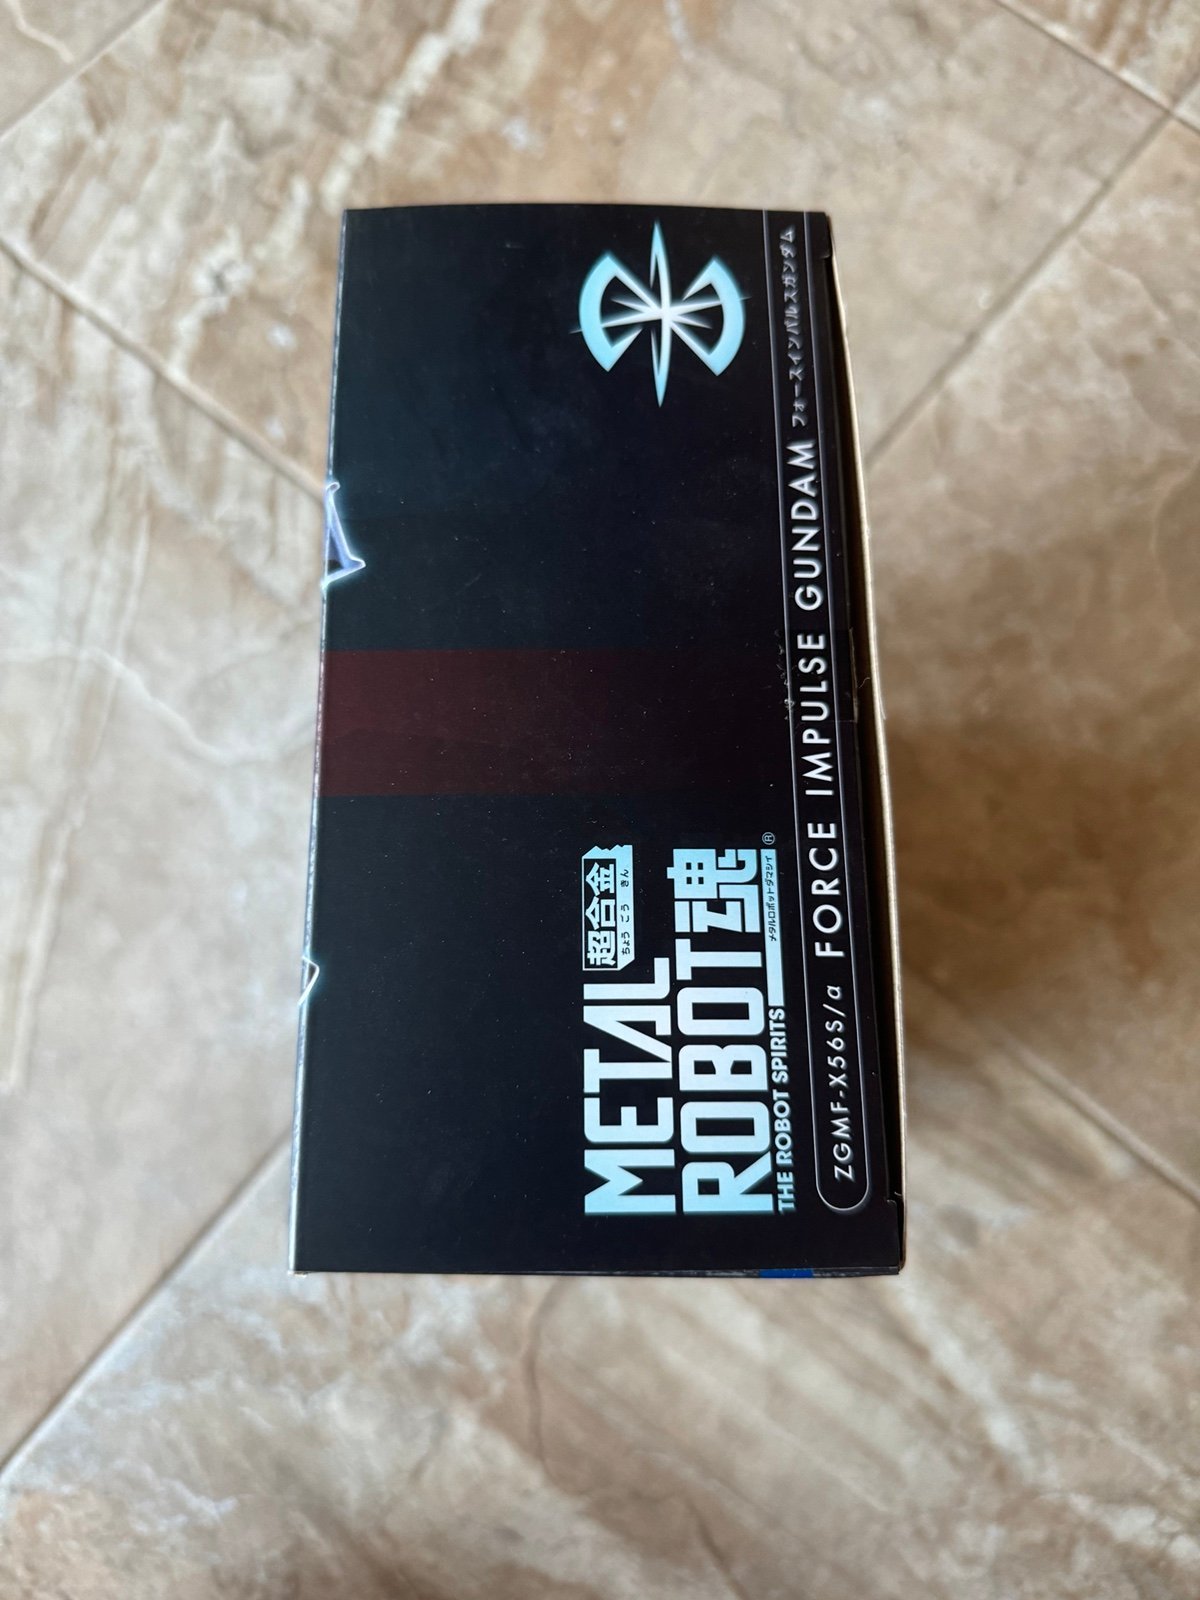 超合金
ちょうごうきん
METAL
ROBOT魂®
THE ROBOT SPIRITS メタルロボットダマシイ
ZGMF-X56S/α FORCE IMPULSE GUNDAM フォースインパルスガンダム